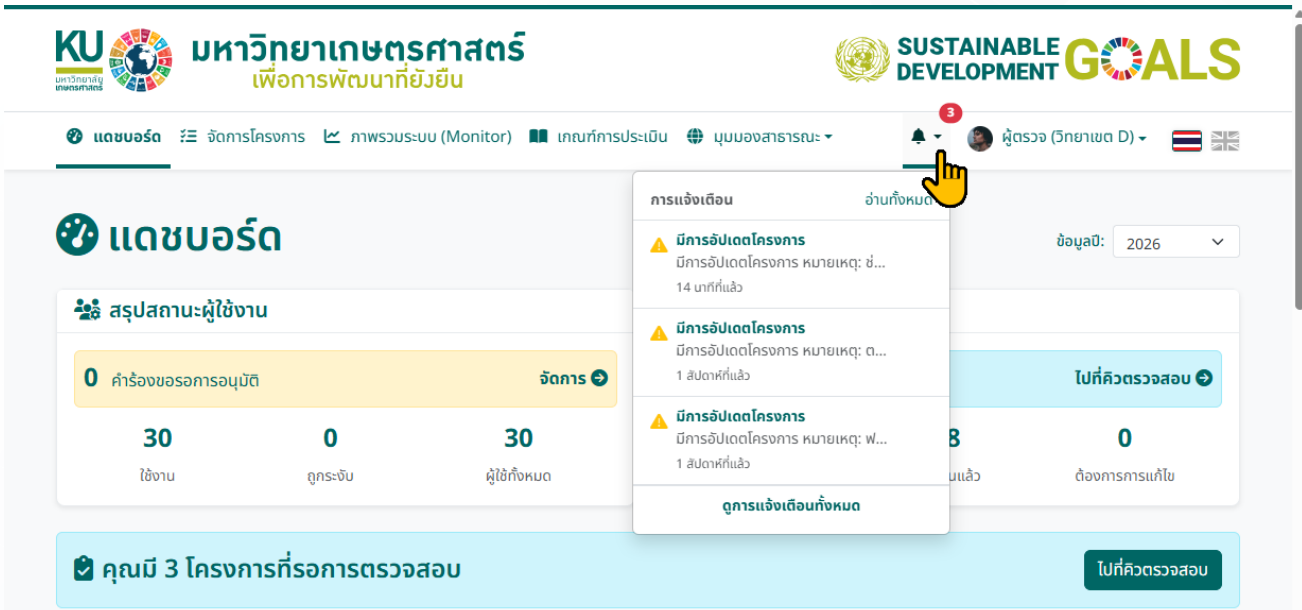 KU
มหาวิทยาลัย
เกษตรศาสตร์
มหาวิทยาเกษตรศาสตร์
เพื่อการพัฒนาที่ยั่งยืน
SUSTAINABLE
DEVELOPMENT
GOALS
แดชบอร์ด จัดการโครงการ ภาพรวมระบบ (Monitor) เกณฑ์การประเมิน มุมมองสาธารณะ 3 ผู้ตรวจ (วิทยาเขต D)
การแจ้งเตือน อ่านทั้งหมด
มีการอัปเดตโครงการ
มีการอัปเดตโครงการ หมายเหตุ: ช่...
14 นาทีที่แล้ว
มีการอัปเดตโครงการ
มีการอัปเดตโครงการ หมายเหตุ: ต...
1 สัปดาห์ที่แล้ว
มีการอัปเดตโครงการ
มีการอัปเดตโครงการ หมายเหตุ: ฟ...
1 สัปดาห์ที่แล้ว
ดูการแจ้งเตือนทั้งหมด
แดชบอร์ด
ข้อมูลปี: 2026
สรุปสถานะผู้ใช้งาน
0 คำร้องขอรอการอนุมัติ จัดการ
ไปที่คิวตรวจสอบ
30 0 30 8 0
ใช้งาน ถูกระงับ ผู้ใช้ทั้งหมด นแล้ว ต้องการการแก้ไข
คุณมี 3 โครงการที่รอการตรวจสอบ ไปที่คิวตรวจสอบ